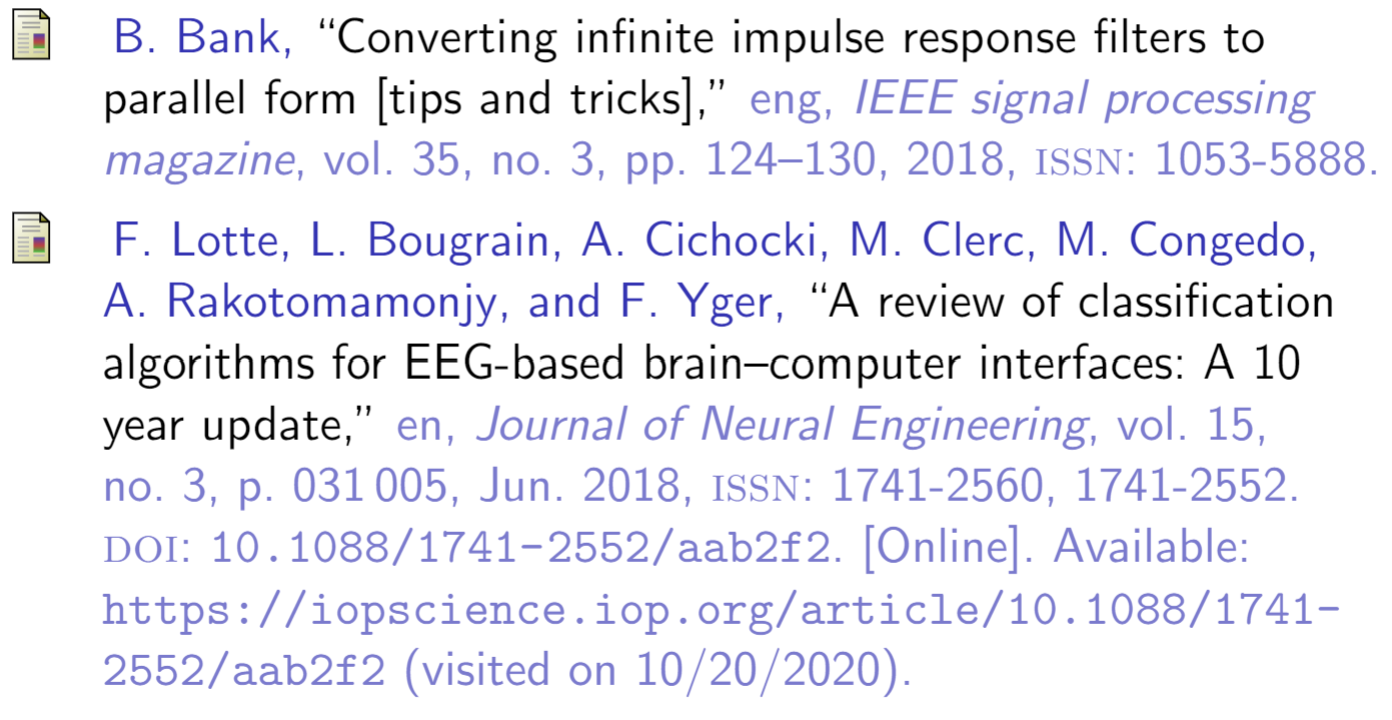 B. Bank, “Converting infinite impulse response filters to
parallel form [tips and tricks],” eng, IEEE signal processing
magazine, vol. 35, no. 3, pp. 124–130, 2018, ISSN: 1053-5888.
F. Lotte, L. Bougrain, A. Cichocki, M. Clerc, M. Congedo,
A. Rakotomamonjy, and F. Yger, “A review of classification
algorithms for EEG-based brain–computer interfaces: A 10
year update,” en, Journal of Neural Engineering, vol. 15,
no. 3, p. 031 005, Jun. 2018, ISSN: 1741-2560, 1741-2552.
DOI: 10.1088/1741-2552/aab2f2. [Online]. Available:
https://iopscience.iop.org/article/10.1088/1741-
2552/aab2f2 (visited on 10/20/2020).